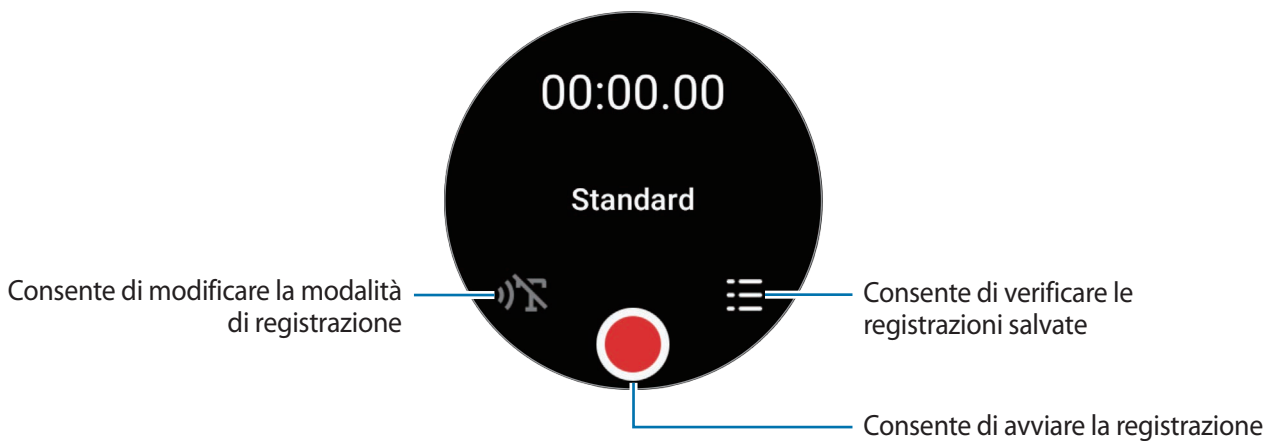 00:00.00
Standard
Consente di modificare la modalità
di registrazione
Consente di verificare le
registrazioni salvate
Consente di avviare la registrazione